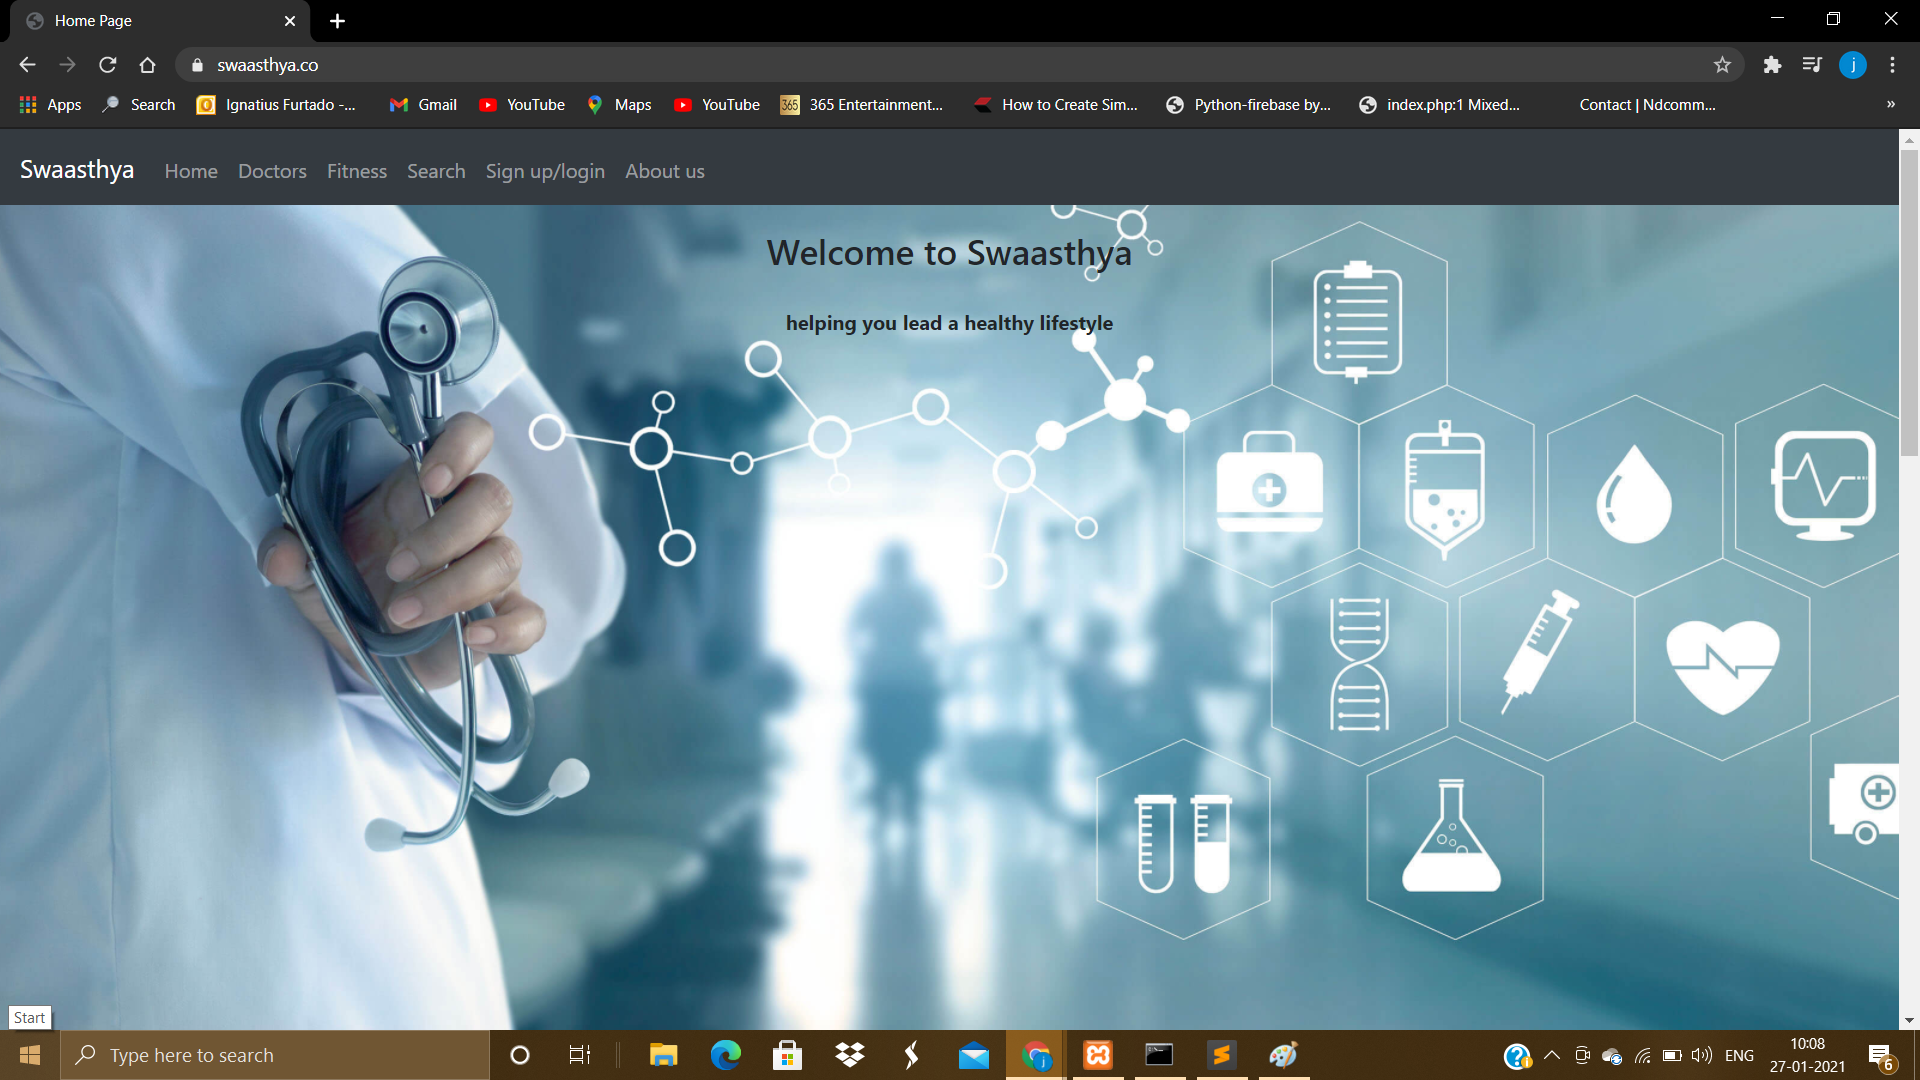 Home Page
swaasthya.co
Apps Search Ignatius Furtado -... Gmail YouTube Maps YouTube 365 365 Entertainment... How to Create Sim... Python-firebase by... index.php:1 Mixed... Contact | Ndcomm... »
j
Swaasthya Home Doctors Fitness Search Sign up/login About us
Welcome to Swaasthya
helping you lead a healthy lifestyle
Start
Type here to search
ENG
10:08
27-01-2021
6